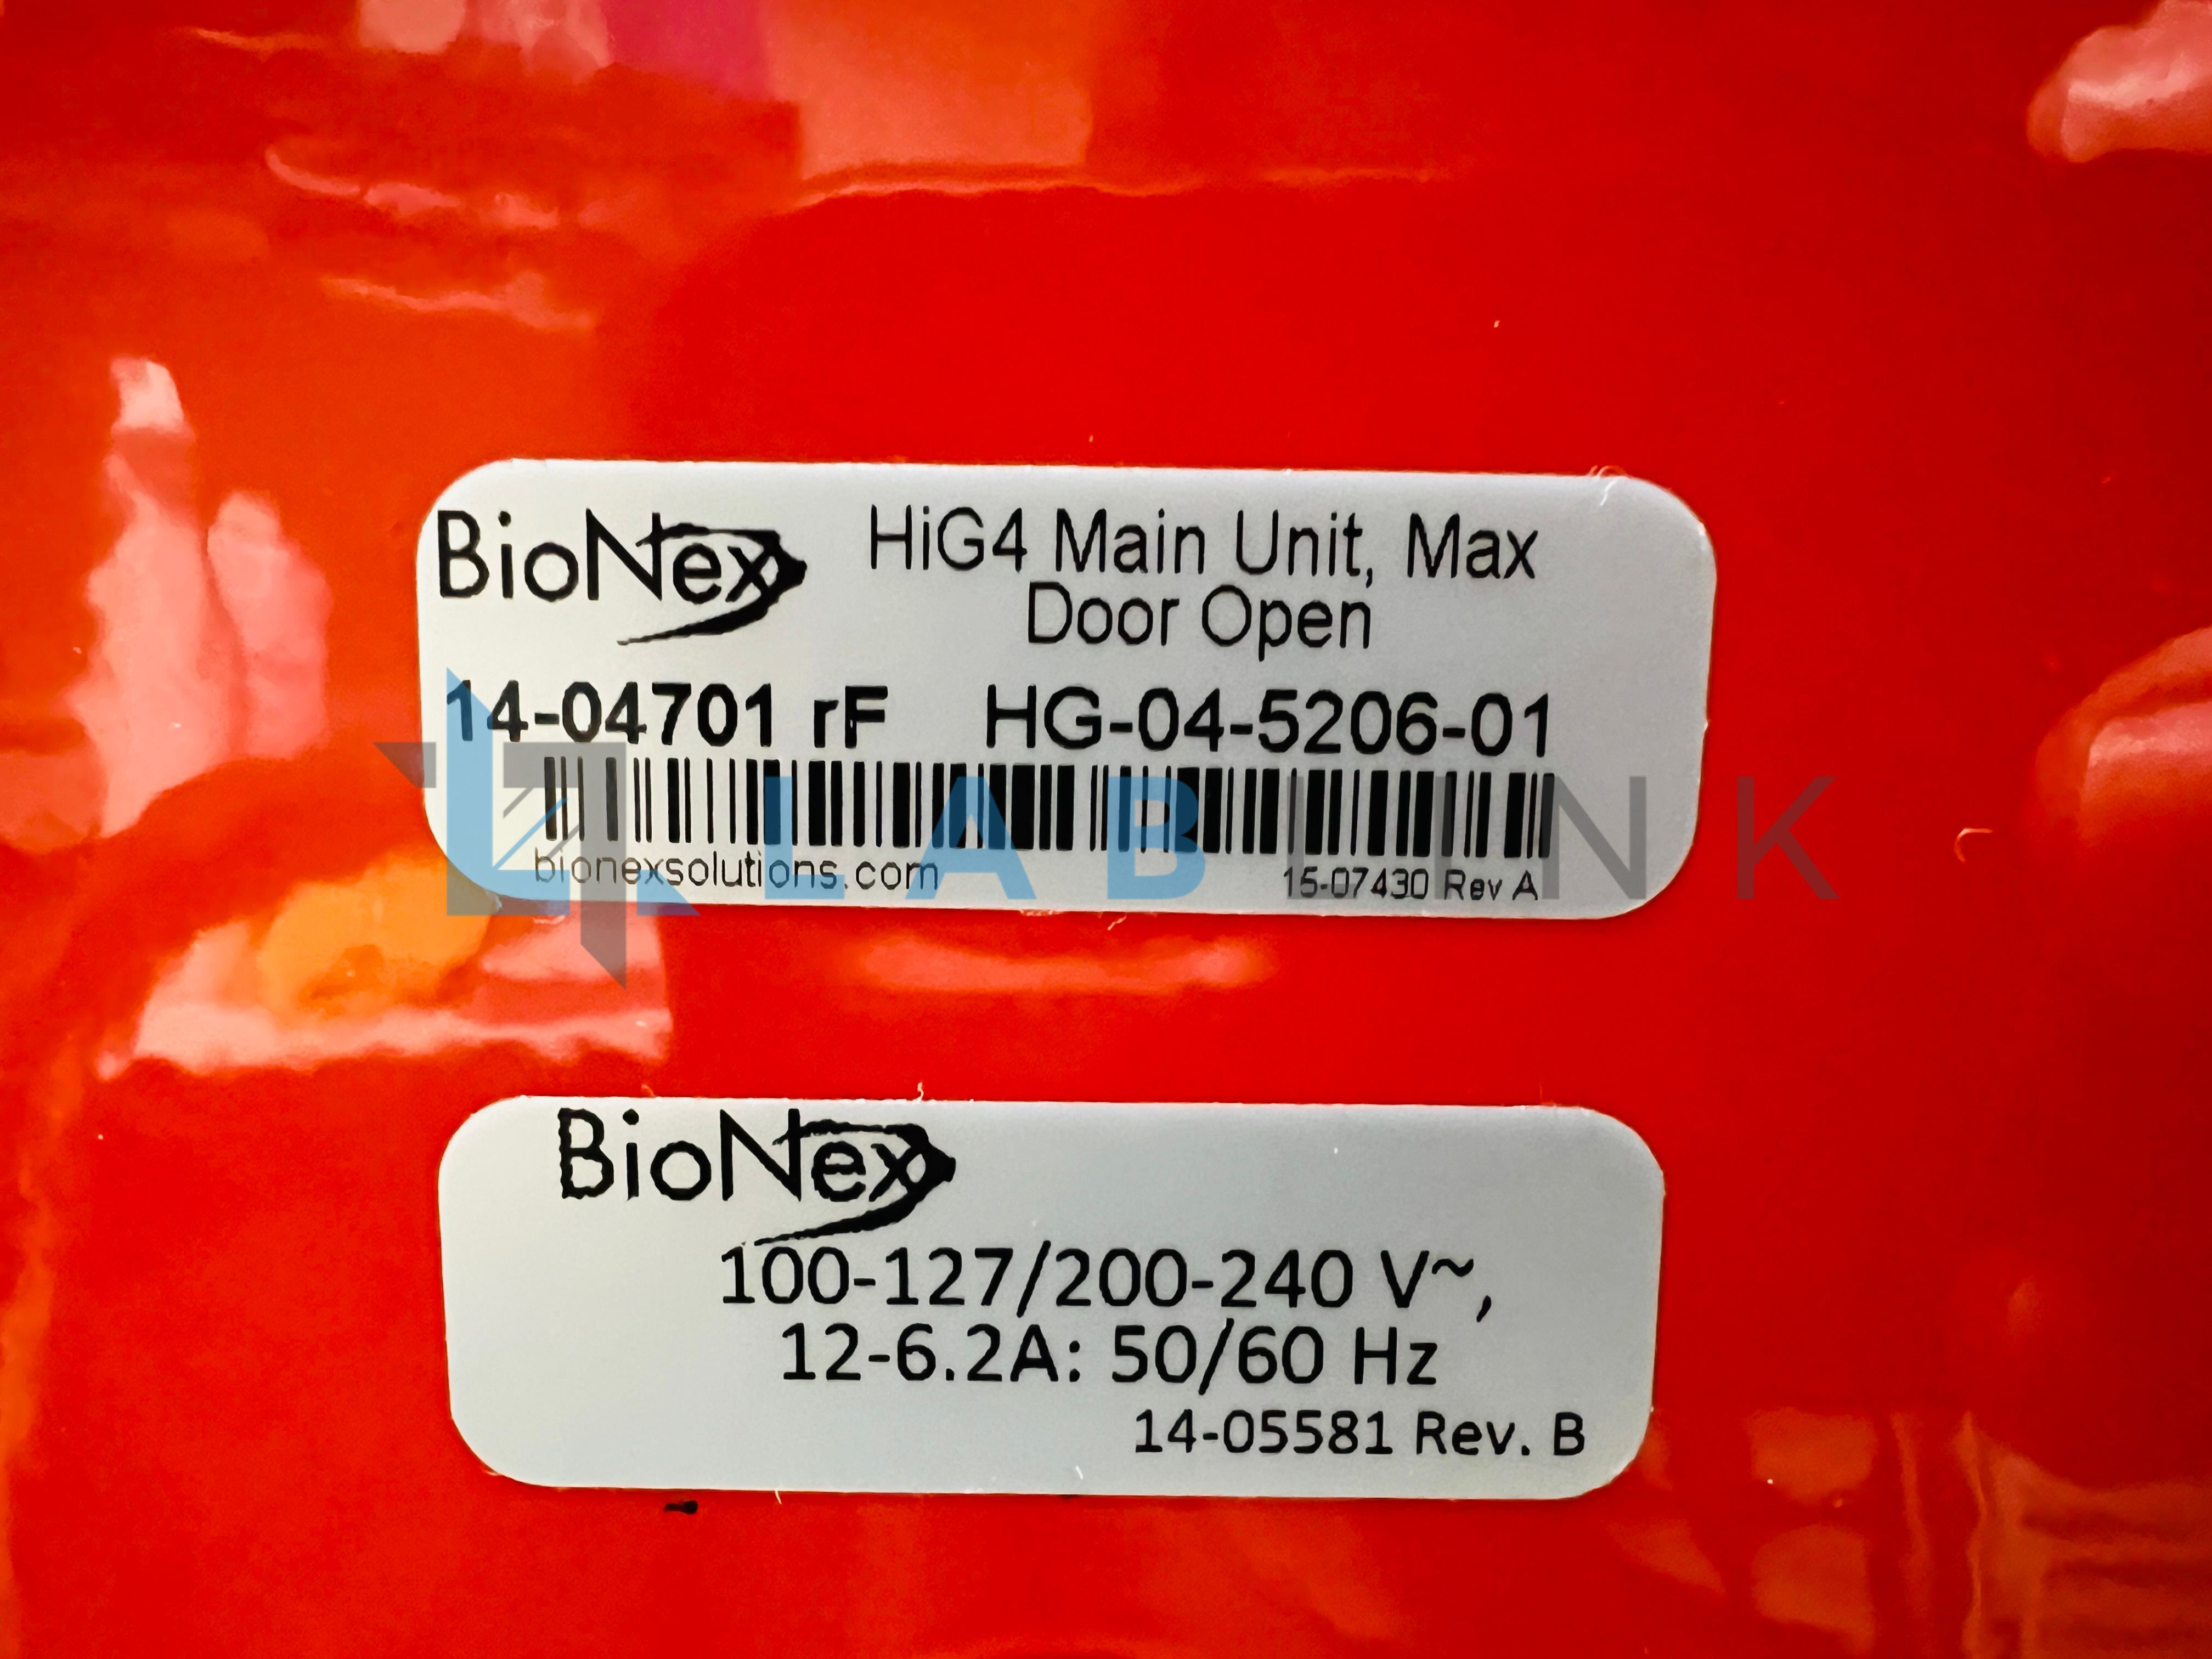 BioNex
HiG4 Main Unit, Max
Door Open
14-04701 rF HG-04-5206-01
bionexsolutions.com
15-07430 Rev A
LABLINK
BioNex
100-127/200-240 V~,
12-6.2A: 50/60 Hz
14-05581 Rev. B